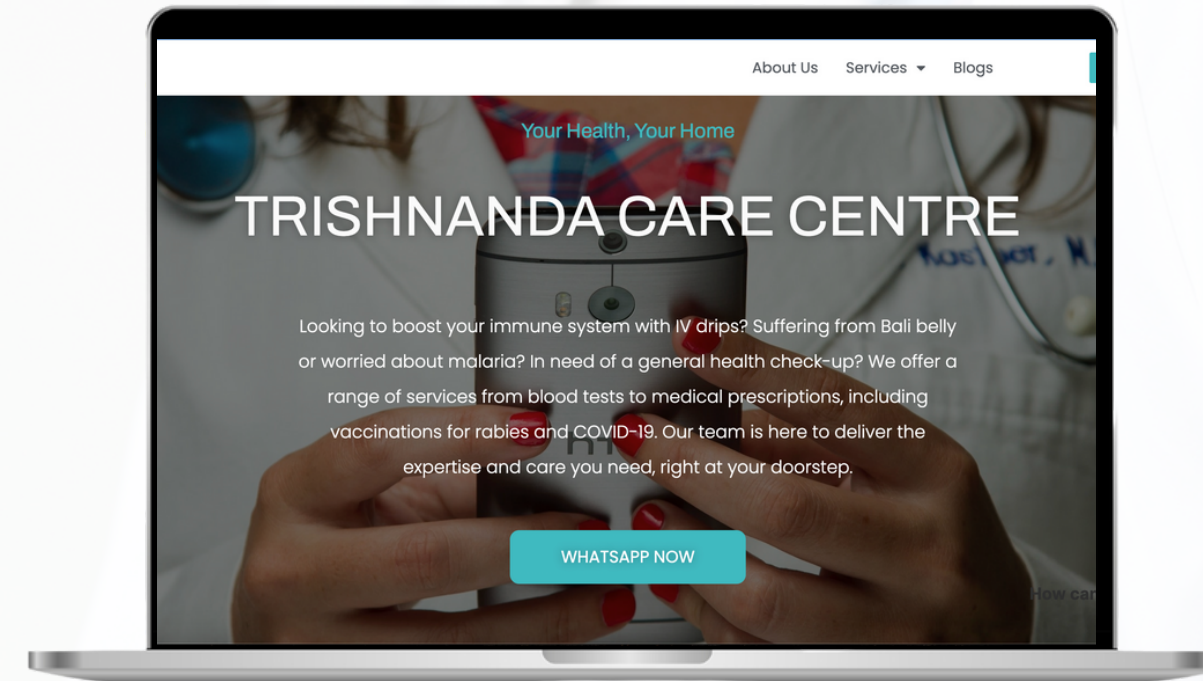 About Us Services Blogs
Your Health, Your Home
TRISHNANDA CARE CENTRE
Looking to boost your immune system with IV drips? Suffering from Bali belly
or worried about malaria? In need of a general health check-up? We offer a
range of services from blood tests to medical prescriptions, including
vaccinations for rabies and COVID-19. Our team is here to deliver the
expertise and care you need, right at your doorstep.
WHATSAPP NOW
How can